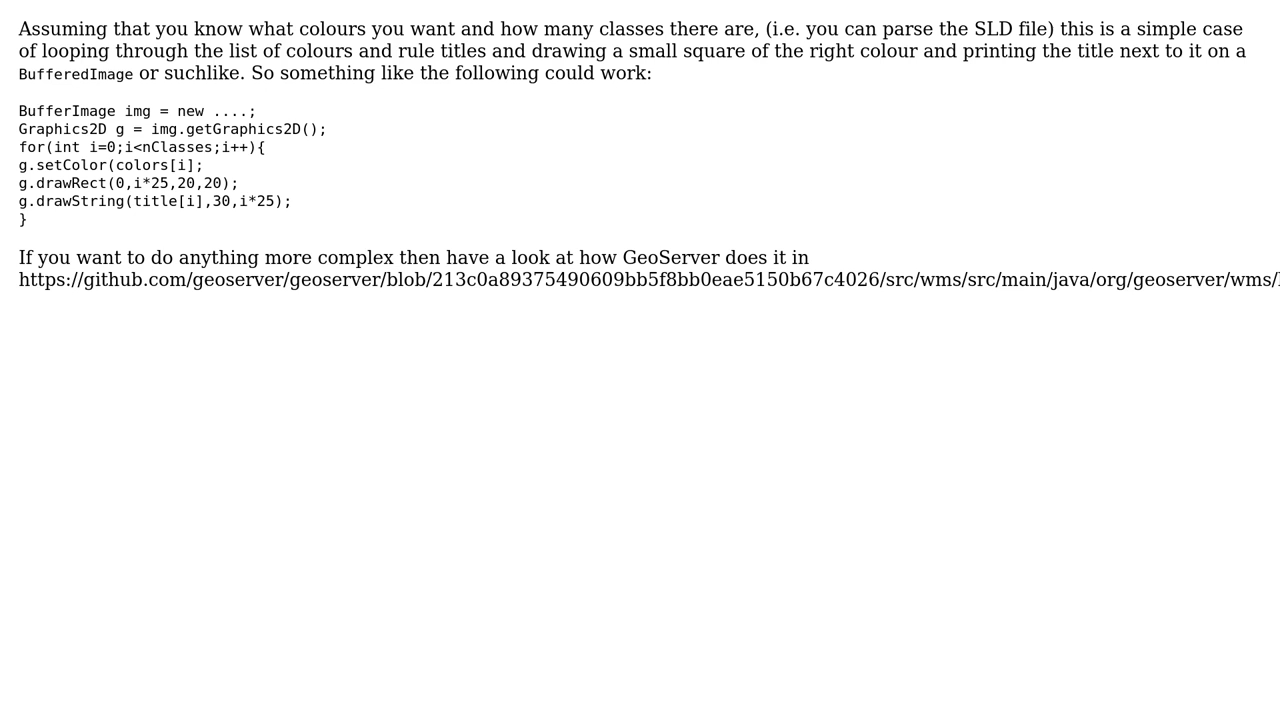 Assuming that you know what colours you want and how many classes there are, (i.e. you can parse the SLD file) this is a simple case
of looping through the list of colours and rule titles and drawing a small square of the right colour and printing the title next to it on a
BufferedImage or suchlike. So something like the following could work:
BufferImage img = new ....;
Graphics2D g = img.getGraphics2D();
for(int i=0;i<nClasses;i++){
g.setColor(colors[i];
g.drawRect(0,i*25,20,20);
g.drawString(title[i],30,i*25);
}
If you want to do anything more complex then have a look at how GeoServer does it in
https://github.com/geoserver/geoserver/blob/213c0a89375490609bb5f8bb0eae5150b67c4026/src/wms/src/main/java/org/geoserver/wms/